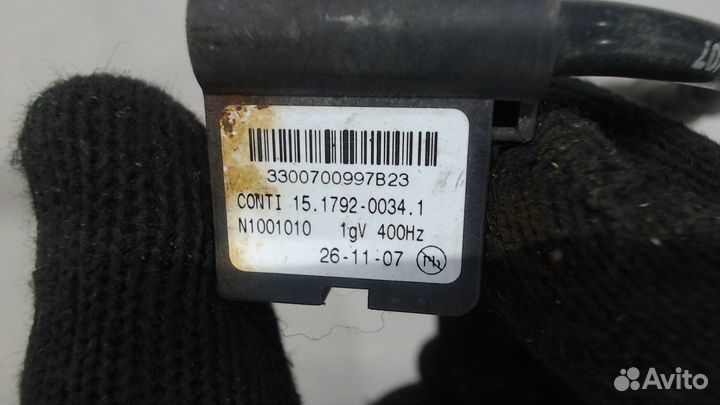 3300700997B23
CONTI 15.1792-0034.1
N1001010 1gV 400Hz
26-11-07
Avito